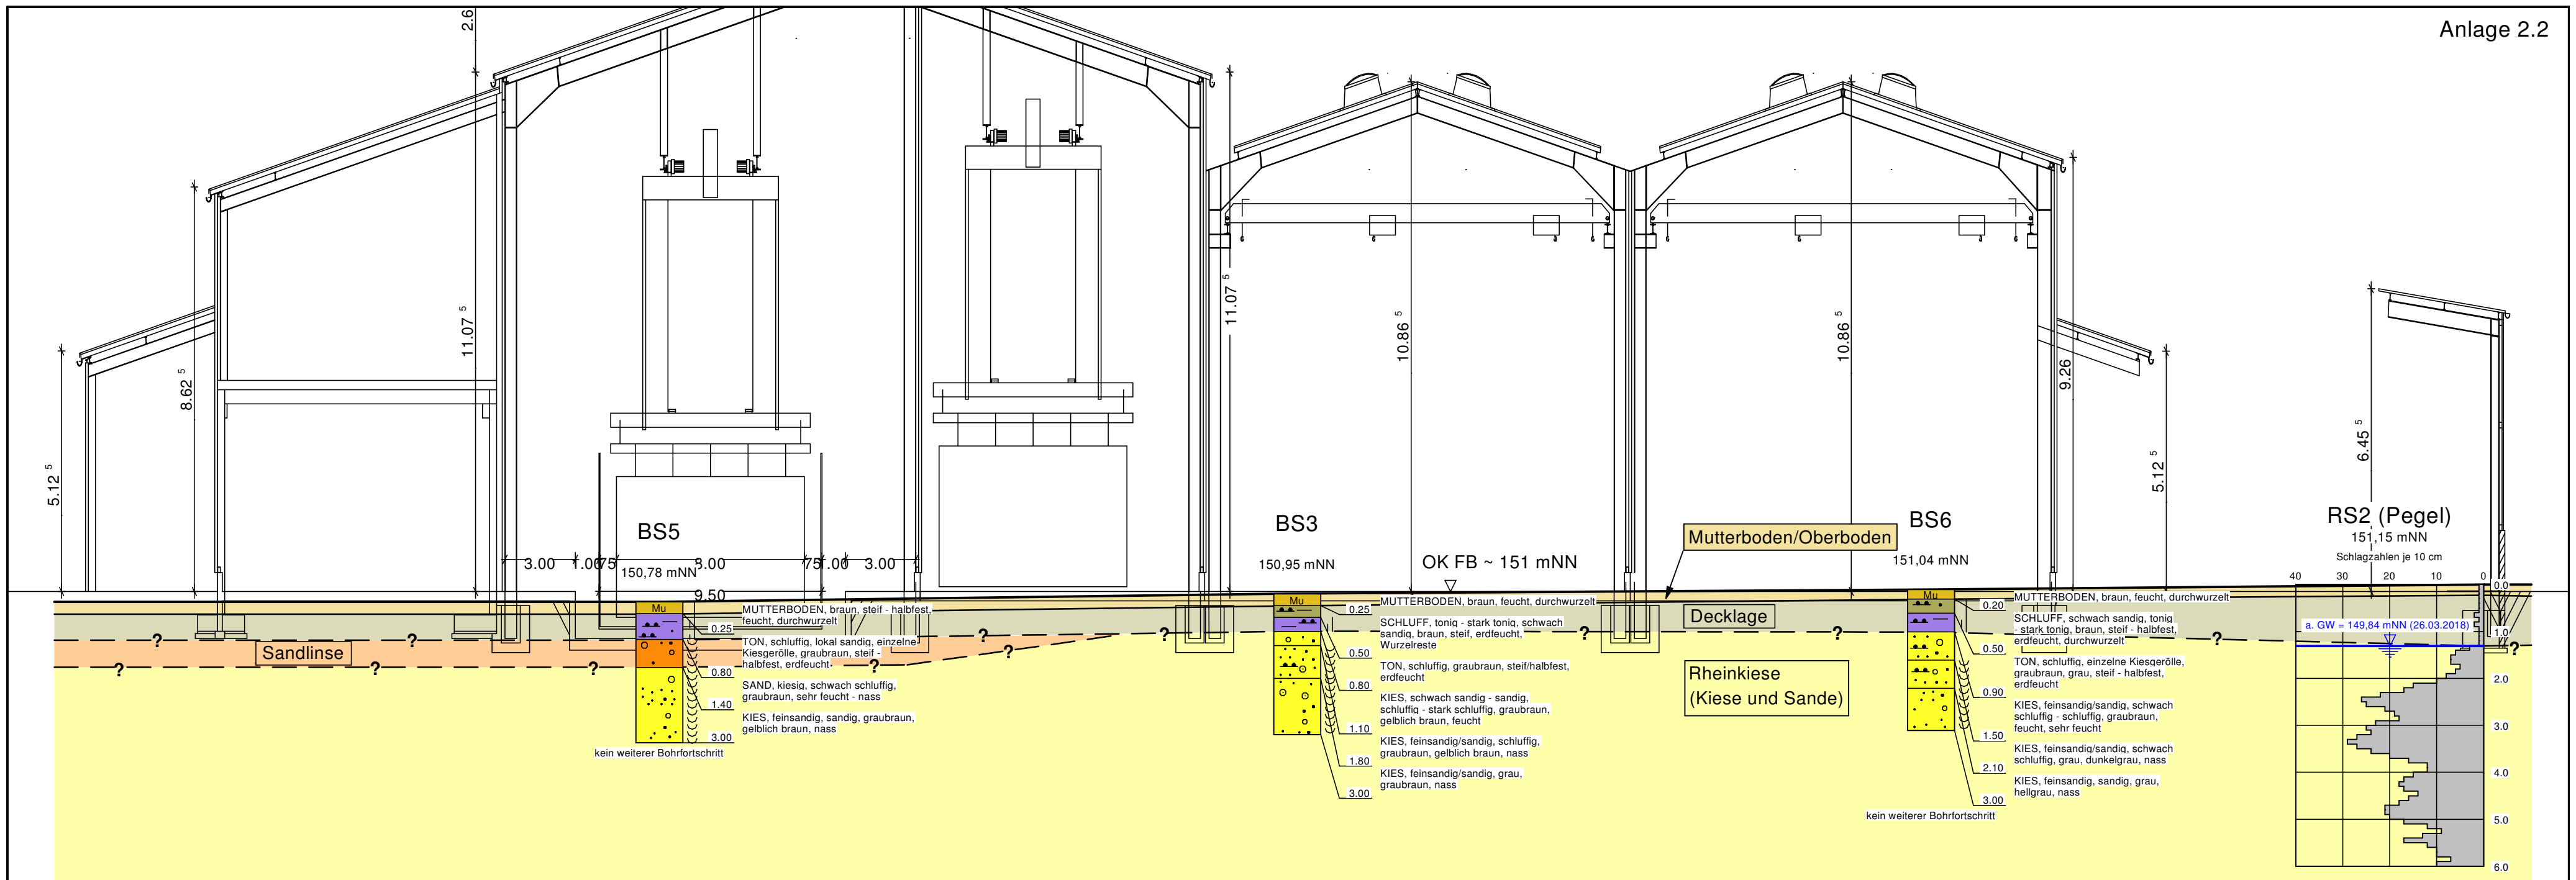 Anlage 2.2
2.6
11.07 5
8.62 5
5.12 5
11.07 5
10.86 5
10.86 5
9.26
5.12 5
6.45 5
BS5
150,78 mNN
3.00
1.00
75
8.00
75
1.00
3.00
9.50
BS3
150,95 mNN
OK FB ~ 151 mNN
Mutterboden/Oberboden
BS6
151,04 mNN
RS2 (Pegel)
151,15 mNN
Schlagzahlen je 10 cm
40 30 20 10 0
0.0
1.0
2.0
3.0
4.0
5.0
6.0
a. GW = 149,84 mNN (26.03.2018)
Decklage
Sandlinse
Rheinkiese
(Kiese und Sande)
? ? ? ? ? ? ? ?
? ? ? ? ?
Mu
MUTTERBODEN, braun, steif - halbfest,
feucht, durchwurzelt
0.25
TON, schluffig, lokal sandig, einzelne
Kiesgerölle, graubraun, steif -
halbfest, erdfeucht
0.80
SAND, kiesig, schwach schluffig,
graubraun, sehr feucht - nass
1.40
KIES, feinsandig, sandig, graubraun,
gelblich braun, nass
3.00
kein weiterer Bohrfortschritt
Mu
MUTTERBODEN, braun, feucht, durchwurzelt
0.25
SCHLUFF, tonig - stark tonig, schwach
sandig, braun, steif, erdfeucht,
Wurzelreste
0.50
TON, schluffig, graubraun, steif/halbfest,
erdfeucht
0.80
KIES, schwach sandig - sandig,
schluffig - stark schluffig, graubraun,
gelblich braun, feucht
1.10
KIES, feinsandig/sandig, schluffig,
graubraun, gelblich braun, nass
1.80
KIES, feinsandig/sandig, grau,
graubraun, nass
3.00
Mu
MUTTERBODEN, braun, feucht, durchwurzelt
0.20
SCHLUFF, schwach sandig, tonig
- stark tonig, braun, steif - halbfest,
erdfeucht, durchwurzelt
0.50
TON, schluffig, einzelne Kiesgerölle,
graubraun, grau, steif - halbfest,
erdfeucht
0.90
KIES, feinsandig/sandig, schwach
schluffig - schluffig, graubraun,
feucht, sehr feucht
1.50
KIES, feinsandig/sandig, schwach
schluffig, grau, dunkelgrau, nass
2.10
KIES, feinsandig, sandig, grau,
hellgrau, nass
3.00
kein weiterer Bohrfortschritt